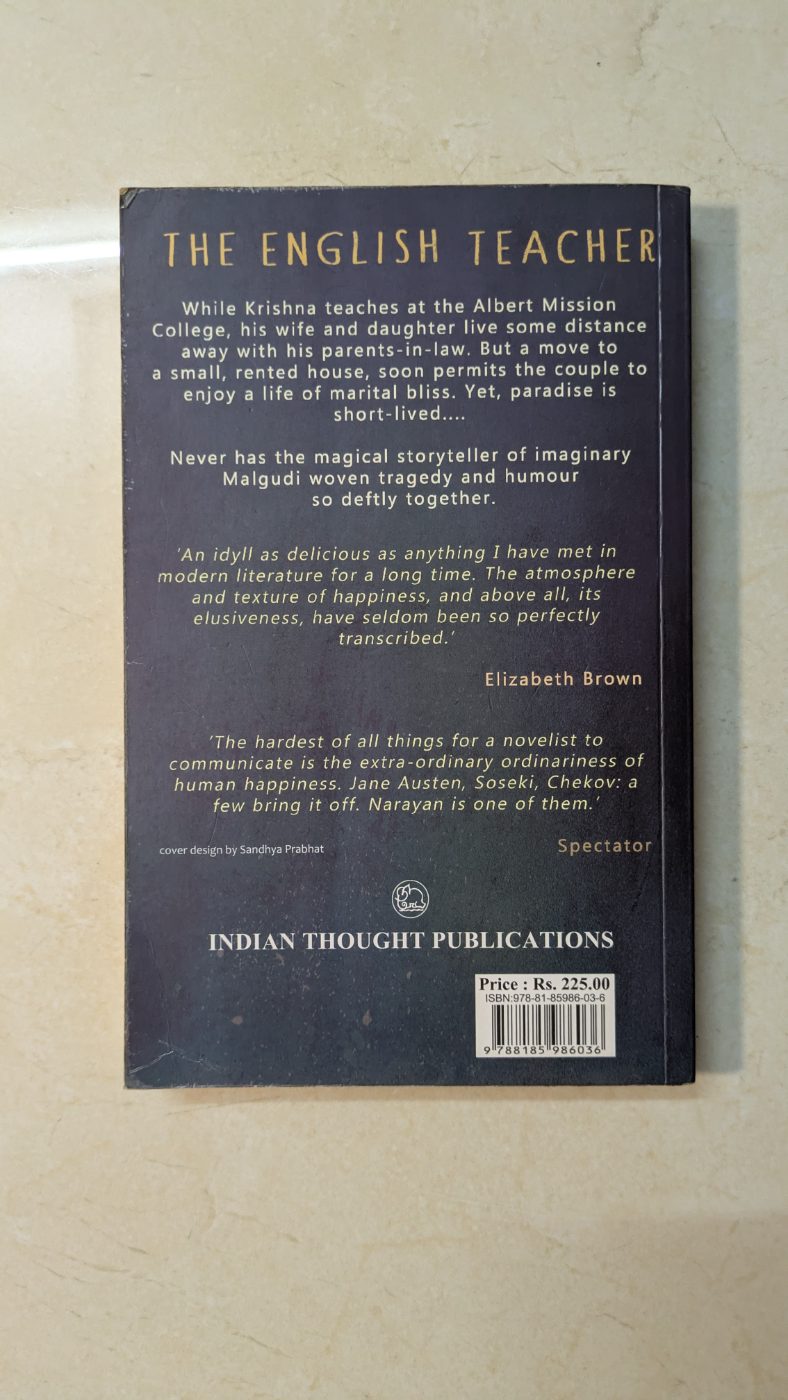 THE ENGLISH TEACHER
While Krishna teaches at the Albert Mission
College, his wife and daughter live some distance
away with his parents-in-law. But a move to
a small, rented house, soon permits the couple to
enjoy a life of marital bliss. Yet, paradise is
short-lived....
Never has the magical storyteller of imaginary
Malgudi woven tragedy and humour
so deftly together.
'An idyll as delicious as anything I have met in
modern literature for a long time. The atmosphere
and texture of happiness, and above all, its
elusiveness, have seldom been so perfectly
transcribed.'
Elizabeth Brown
'The hardest of all things for a novelist to
communicate is the extra-ordinary ordinariness of
human happiness. Jane Austen, Soseki, Chekov: a
few bring it off. Narayan is one of them.'
Spectator
cover design by Sandhya Prabhat
INDIAN THOUGHT PUBLICATIONS
Price : Rs. 225.00
ISBN:978-81-85986-03-6
9 788185 986036